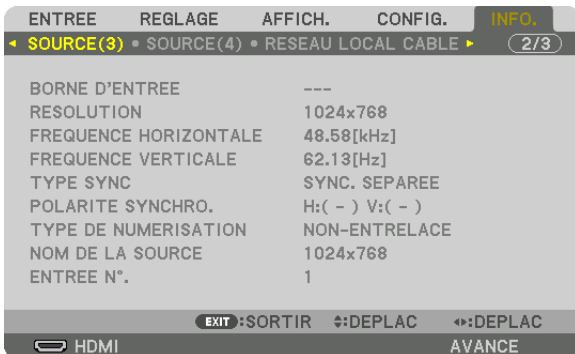 ENTREE REGLAGE AFFICH. CONFIG. INFO.
◄ SOURCE(3) • SOURCE(4) • RESEAU LOCAL CABLE ► 2/3
BORNE D'ENTREE ---
RESOLUTION 1024x768
FREQUENCE HORIZONTALE 48.58[kHz]
FREQUENCE VERTICALE 62.13[Hz]
TYPE SYNC SYNC. SEPAREE
POLARITE SYNCHRO. H:( - ) V:( - )
TYPE DE NUMERISATION NON-ENTRELACE
NOM DE LA SOURCE 1024x768
ENTREE N°. 1
EXIT :SORTIR :DEPLAC :DEPLAC
HDMI AVANCE